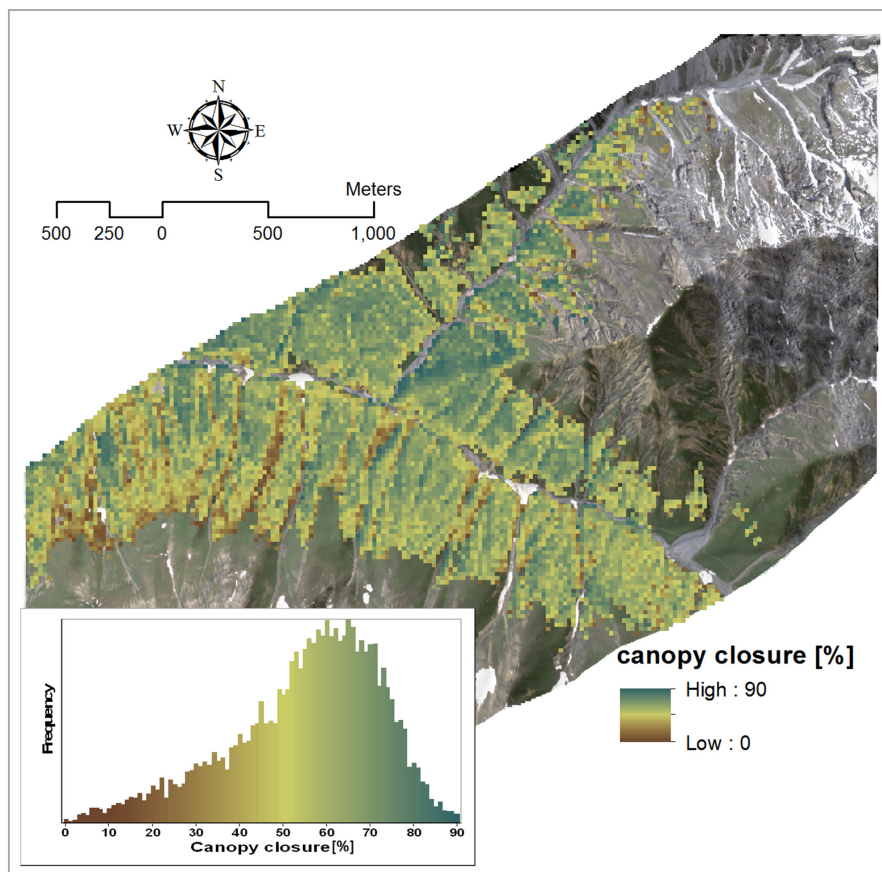 N
W E
S
Meters
500 250 0 500 1,000
canopy closure [%]
High : 90
Low : 0
Frequency
0 10 20 30 40 50 60 70 80 90
Canopy closure[%]